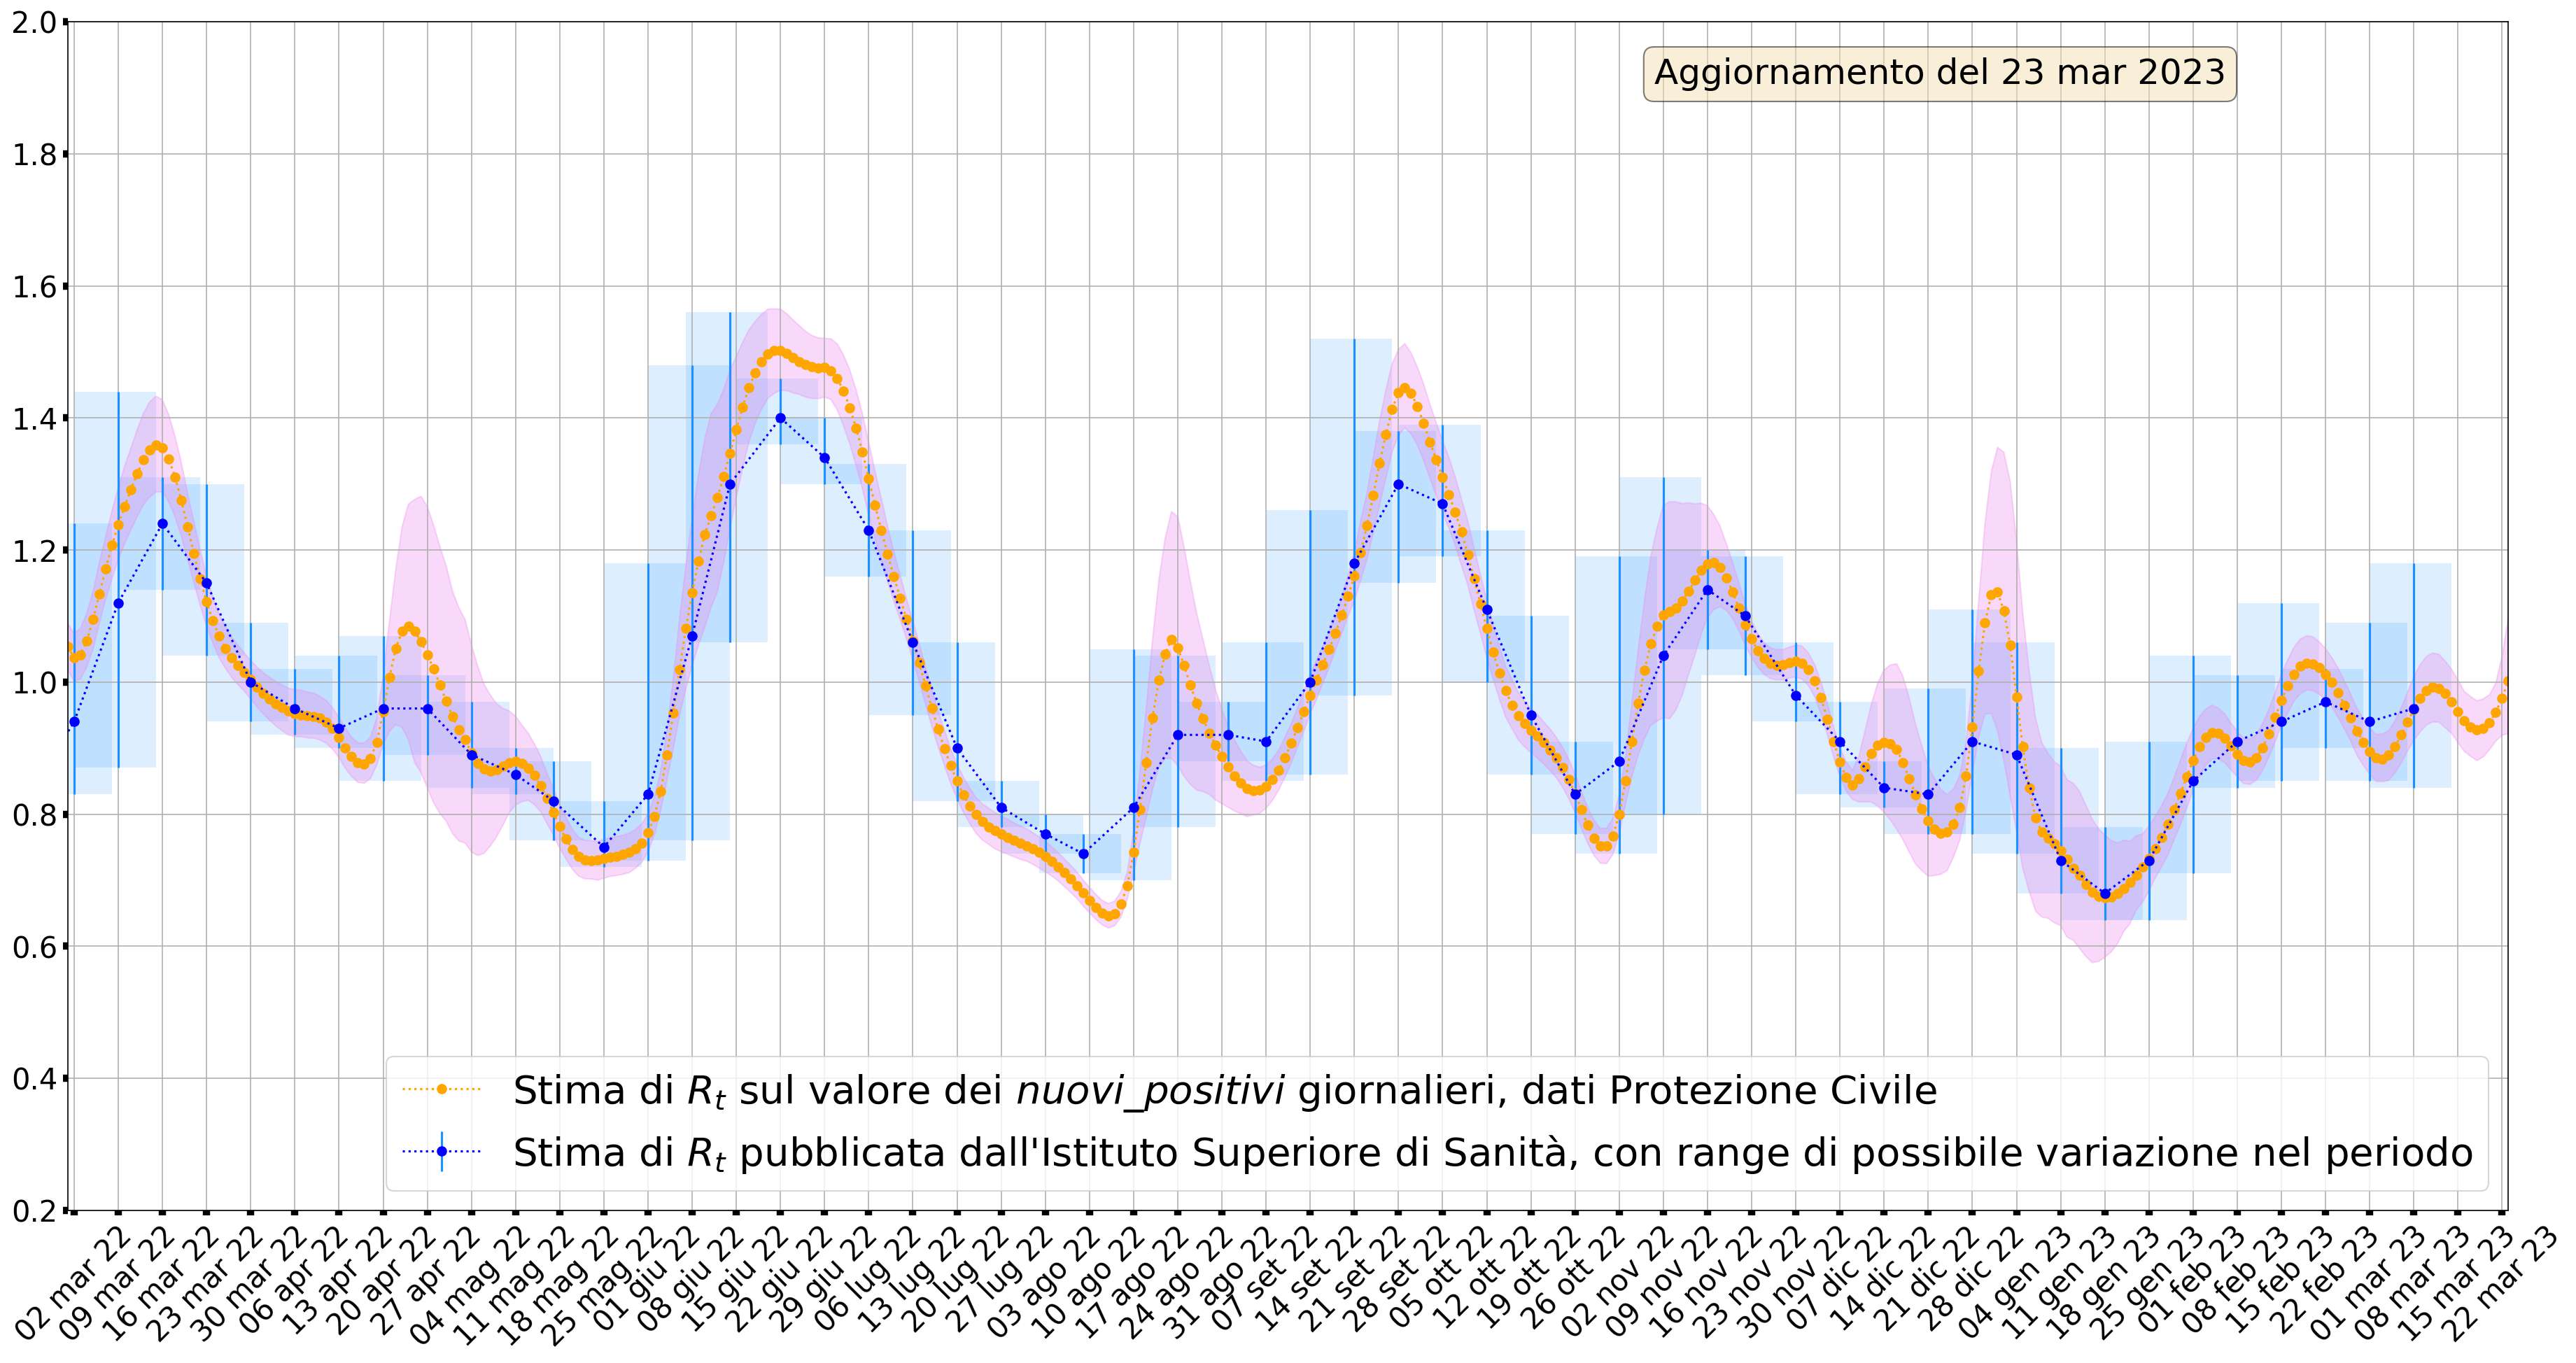 2.0
1.8
1.6
1.4
1.2
1.0
0.8
0.6
0.4
0.2
Aggiornamento del 23 mar 2023
Stima di Rt sul valore dei nuovi_positivi giornalieri, dati Protezione Civile
Stima di Rt pubblicata dall'Istituto Superiore di Sanità, con range di possibile variazione nel periodo
02 mar 22
09 mar 22
16 mar 22
23 mar 22
30 mar 22
06 apr 22
13 apr 22
20 apr 22
27 apr 22
04 mag 22
11 mag 22
18 mag 22
25 mag 22
01 giu 22
08 giu 22
15 giu 22
22 giu 22
29 giu 22
06 lug 22
13 lug 22
20 lug 22
27 lug 22
03 ago 22
10 ago 22
17 ago 22
24 ago 22
31 ago 22
07 set 22
14 set 22
21 set 22
28 set 22
05 ott 22
12 ott 22
19 ott 22
26 ott 22
02 nov 22
09 nov 22
16 nov 22
23 nov 22
30 nov 22
07 dic 22
14 dic 22
21 dic 22
28 dic 22
04 gen 23
11 gen 23
18 gen 23
25 gen 23
01 feb 23
08 feb 23
15 feb 23
22 feb 23
01 mar 23
08 mar 23
15 mar 23
22 mar 23